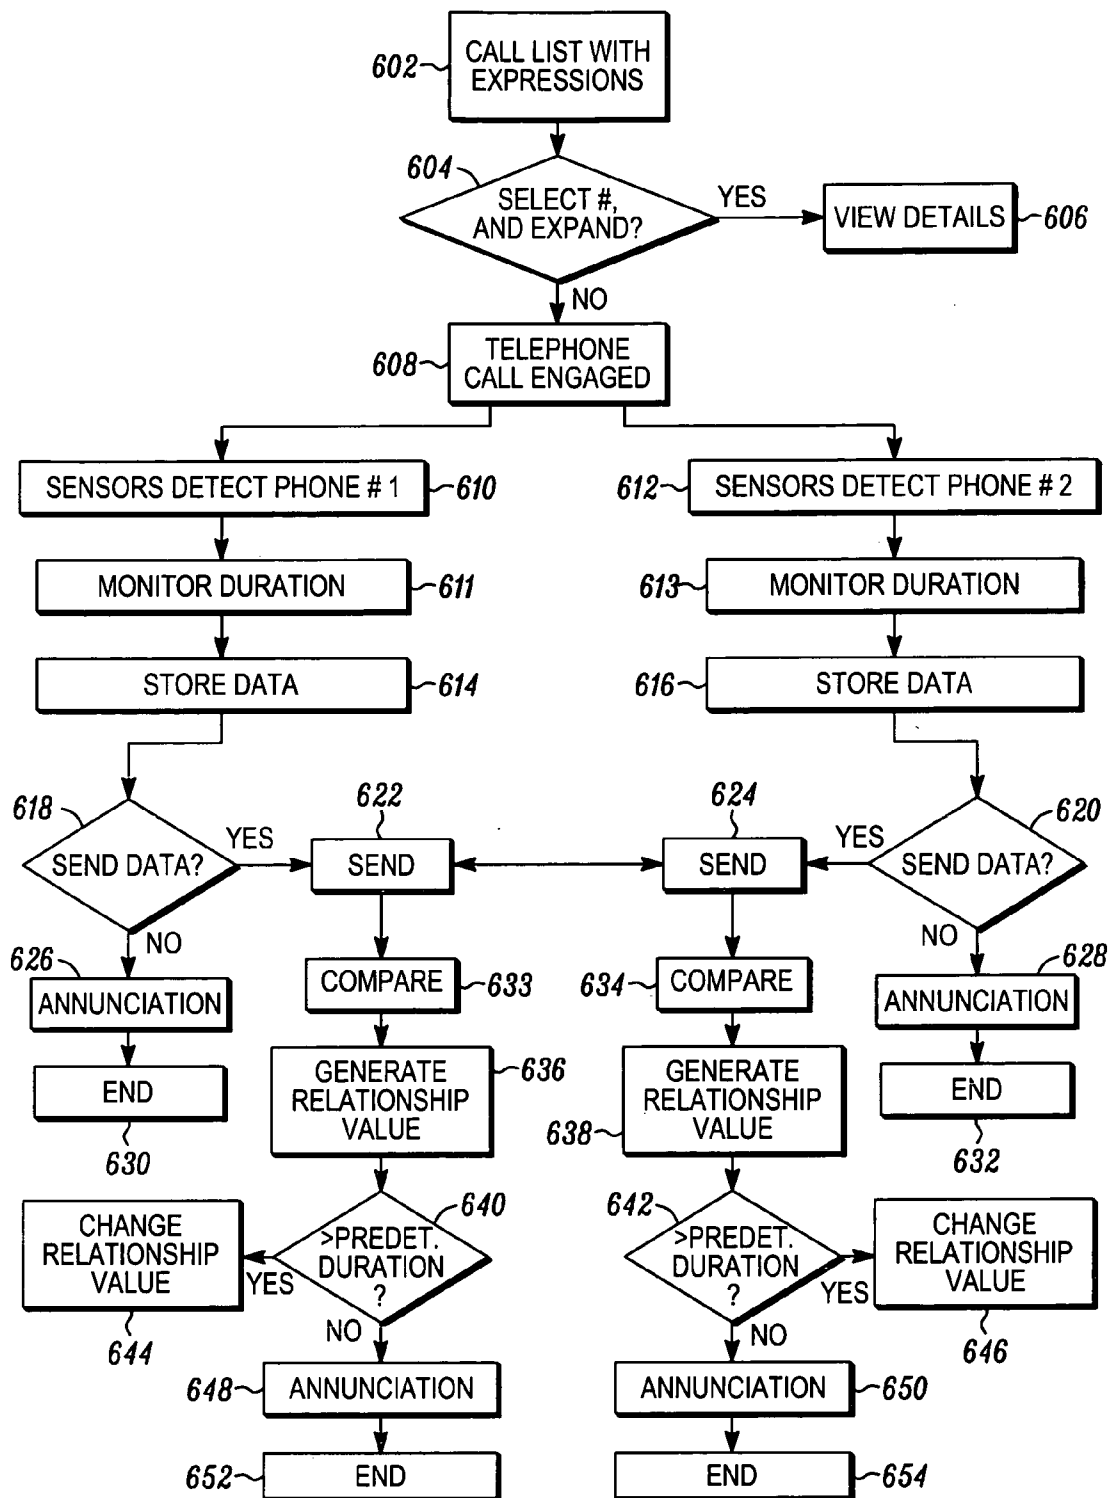 CALL LIST WITH
EXPRESSIONS
602
604
SELECT #,
AND EXPAND?
YES
VIEW DETAILS
606
NO
TELEPHONE
CALL ENGAGED
608
SENSORS DETECT PHONE # 1
610
612
SENSORS DETECT PHONE # 2
MONITOR DURATION
611
613
MONITOR DURATION
STORE DATA
614
616
STORE DATA
618
SEND DATA?
YES
622
SEND
624
SEND
YES
620
SEND DATA?
NO
NO
626
ANNUNCIATION
COMPARE
633
634
COMPARE
628
ANNUNCIATION
END
630
GENERATE
RELATIONSHIP
VALUE
636
638
GENERATE
RELATIONSHIP
VALUE
END
632
CHANGE
RELATIONSHIP
VALUE
644
YES
640
>PREDET.
DURATION
?
642
>PREDET.
DURATION
?
YES
CHANGE
RELATIONSHIP
VALUE
646
NO
NO
648
ANNUNCIATION
ANNUNCIATION
650
652
END
END
654